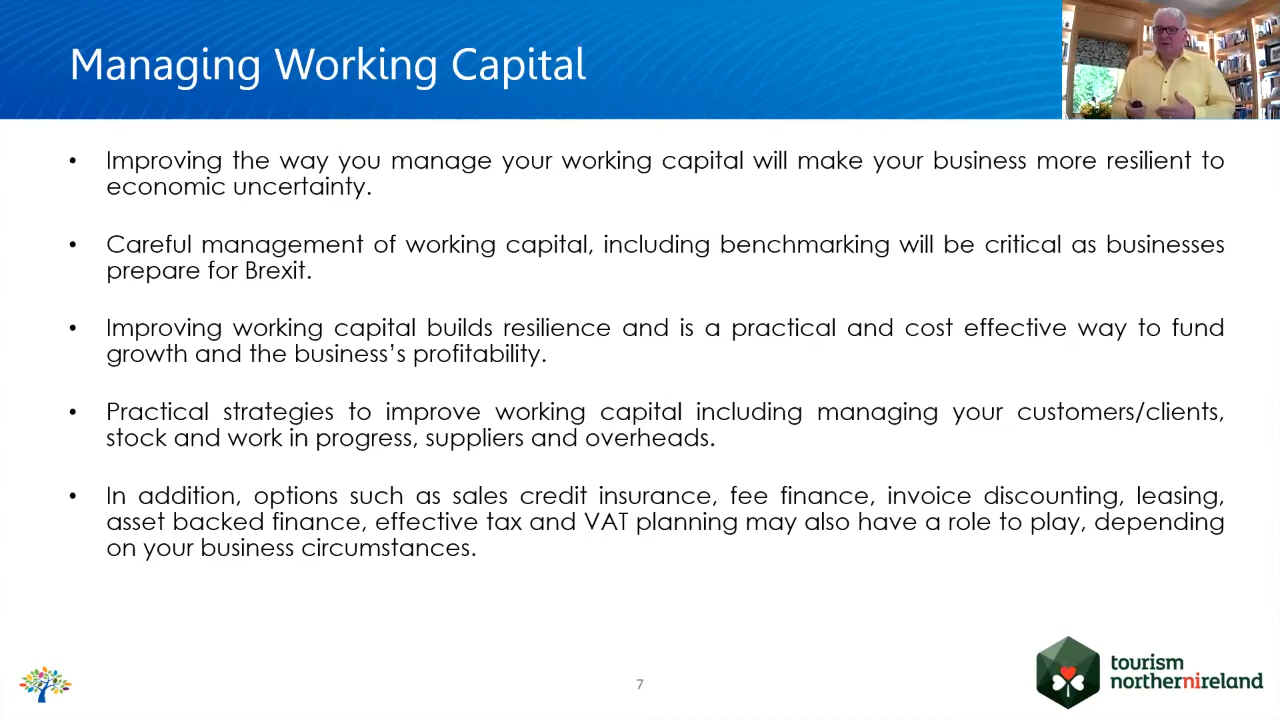 Managing Working Capital
• Improving the way you manage your working capital will make your business more resilient to
economic uncertainty.
• Careful management of working capital, including benchmarking will be critical as businesses
prepare for Brexit.
• Improving working capital builds resilience and is a practical and cost effective way to fund
growth and the business’s profitability.
• Practical strategies to improve working capital including managing your customers/clients,
stock and work in progress, suppliers and overheads.
• In addition, options such as sales credit insurance, fee finance, invoice discounting, leasing,
asset backed finance, effective tax and VAT planning may also have a role to play, depending
on your business circumstances.
7
tourism
northernireland